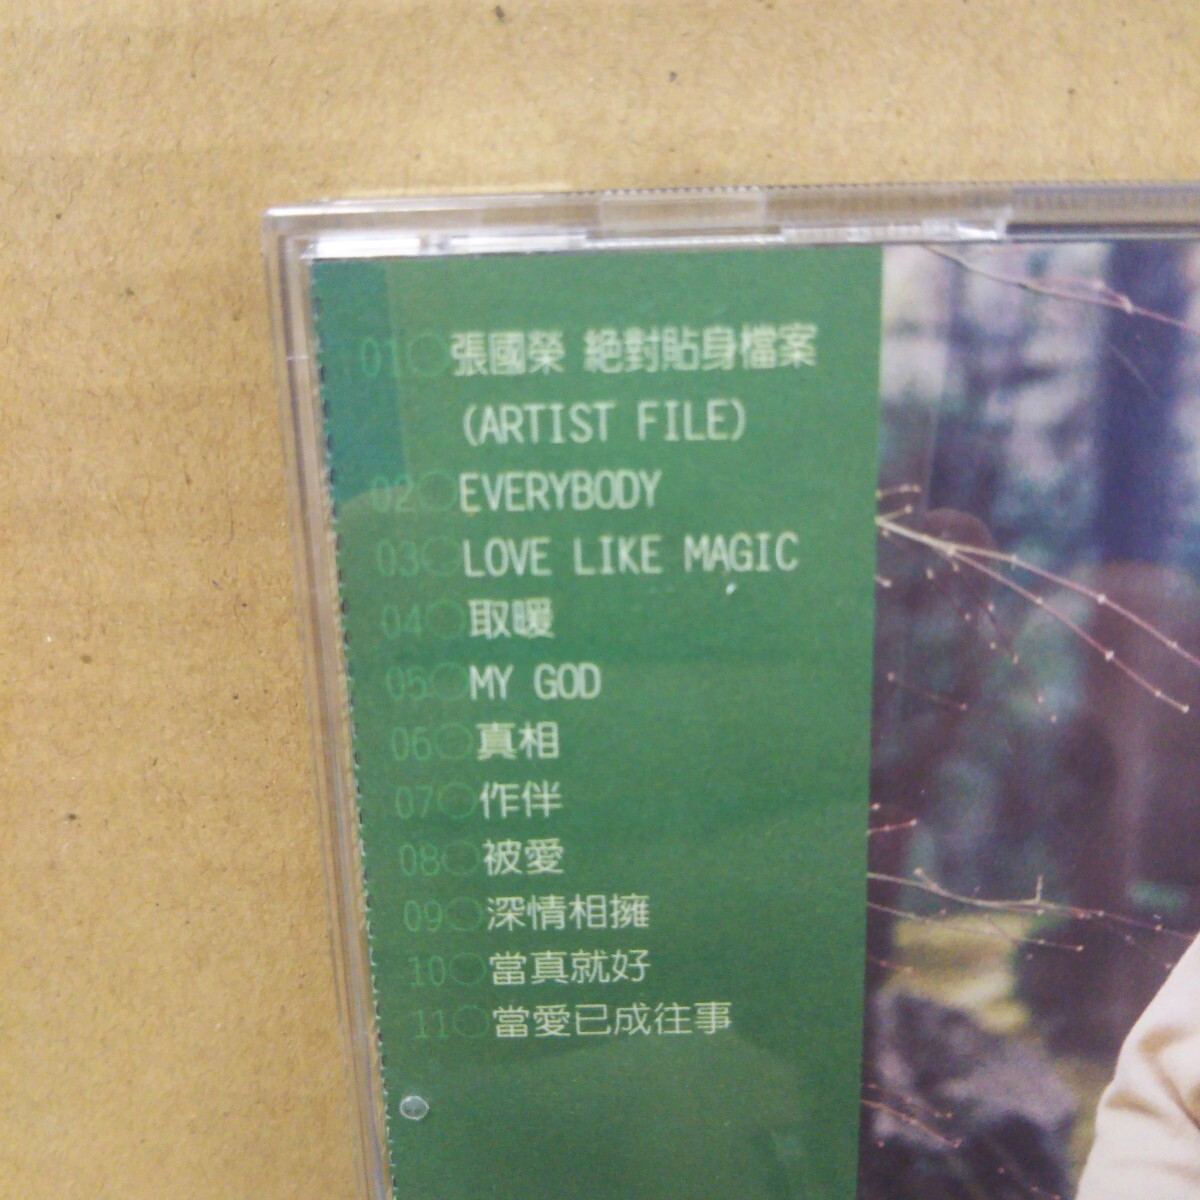 01○張國榮 絕對貼身檔案
(ARTIST FILE)
02○EVERYBODY
03○LOVE LIKE MAGIC
04○取暖
05○MY GOD
06○真相
07○作伴
08○被愛
09○深情相擁
10○當真就好
11○當愛已成往事